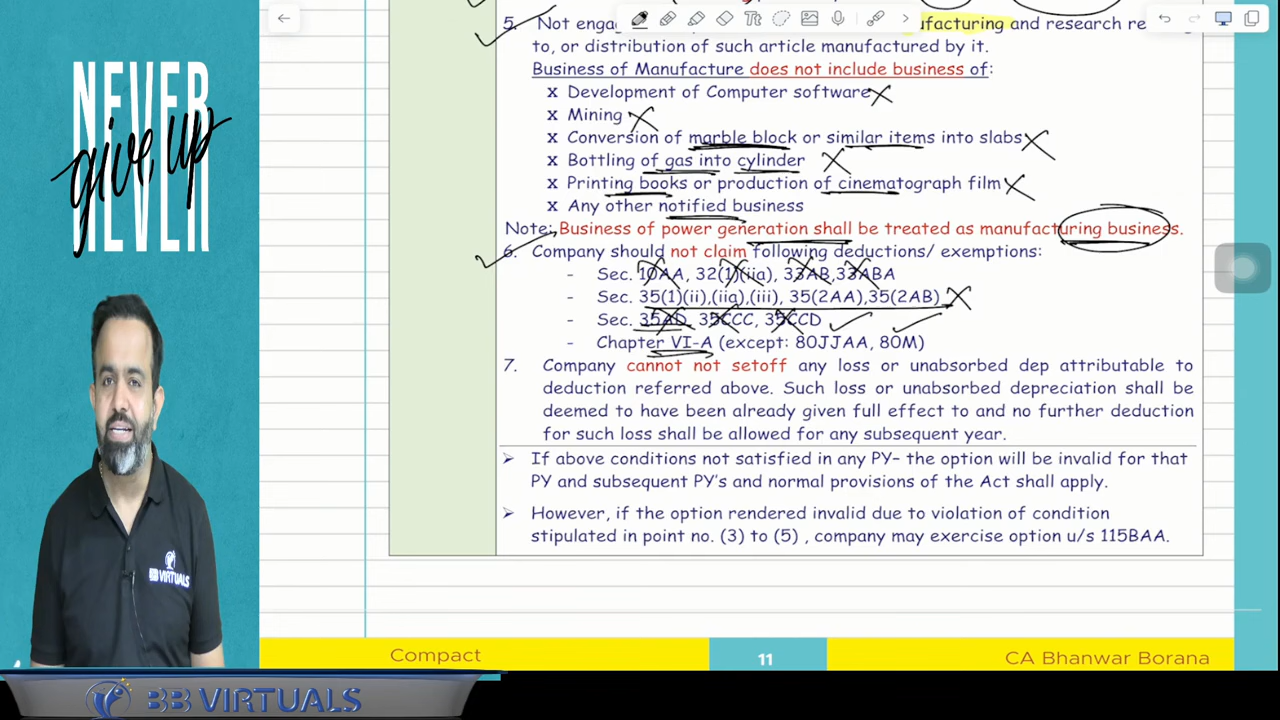 NEVER
give up
NEVER
5. Not engag
ufacturing and research re
to, or distribution of such article manufactured by it.
Business of Manufacture does not include business of:
x Development of Computer software
x Mining
x Conversion of marble block or similar items into slabs
x Bottling of gas into cylinder
x Printing books or production of cinematograph film
x Any other notified business
Note: Business of power generation shall be treated as manufacturing business.
6. Company should not claim following deductions/ exemptions:
- Sec. 10AA, 32(1)(iia), 33AB,33ABA
- Sec. 35(1)(ii),(iia),(iii), 35(2AA),35(2AB)
- Sec. 35AD, 35CCC, 35CCD
- Chapter VI-A (except: 80JJAA, 80M)
7. Company cannot not setoff any loss or unabsorbed dep attributable to
deduction referred above. Such loss or unabsorbed depreciation shall be
deemed to have been already given full effect to and no further deduction
for such loss shall be allowed for any subsequent year.
➢ If above conditions not satisfied in any PY– the option will be invalid for that
PY and subsequent PY's and normal provisions of the Act shall apply.
➢ However, if the option rendered invalid due to violation of condition
stipulated in point no. (3) to (5) , company may exercise option u/s 115BAA.
BB VIRTUALS
Compact
11
CA Bhanwar Borana
BB VIRTUALS